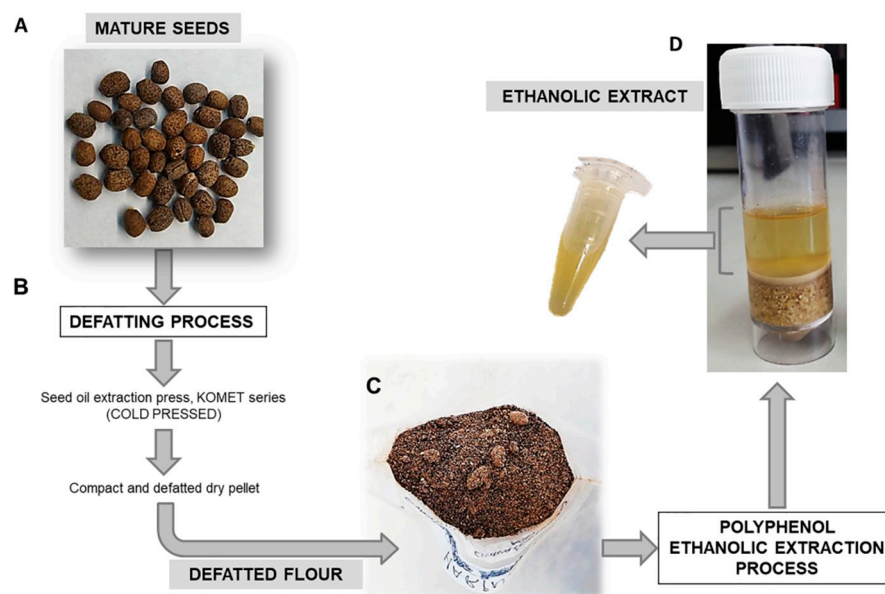 A
MATURE SEEDS
B
DEFATTING PROCESS
Seed oil extraction press, KOMET series
(COLD PRESSED)
Compact and defatted dry pellet
DEFATTED FLOUR
C
POLYPHENOL
ETHANOLIC EXTRACTION
PROCESS
D
ETHANOLIC EXTRACT